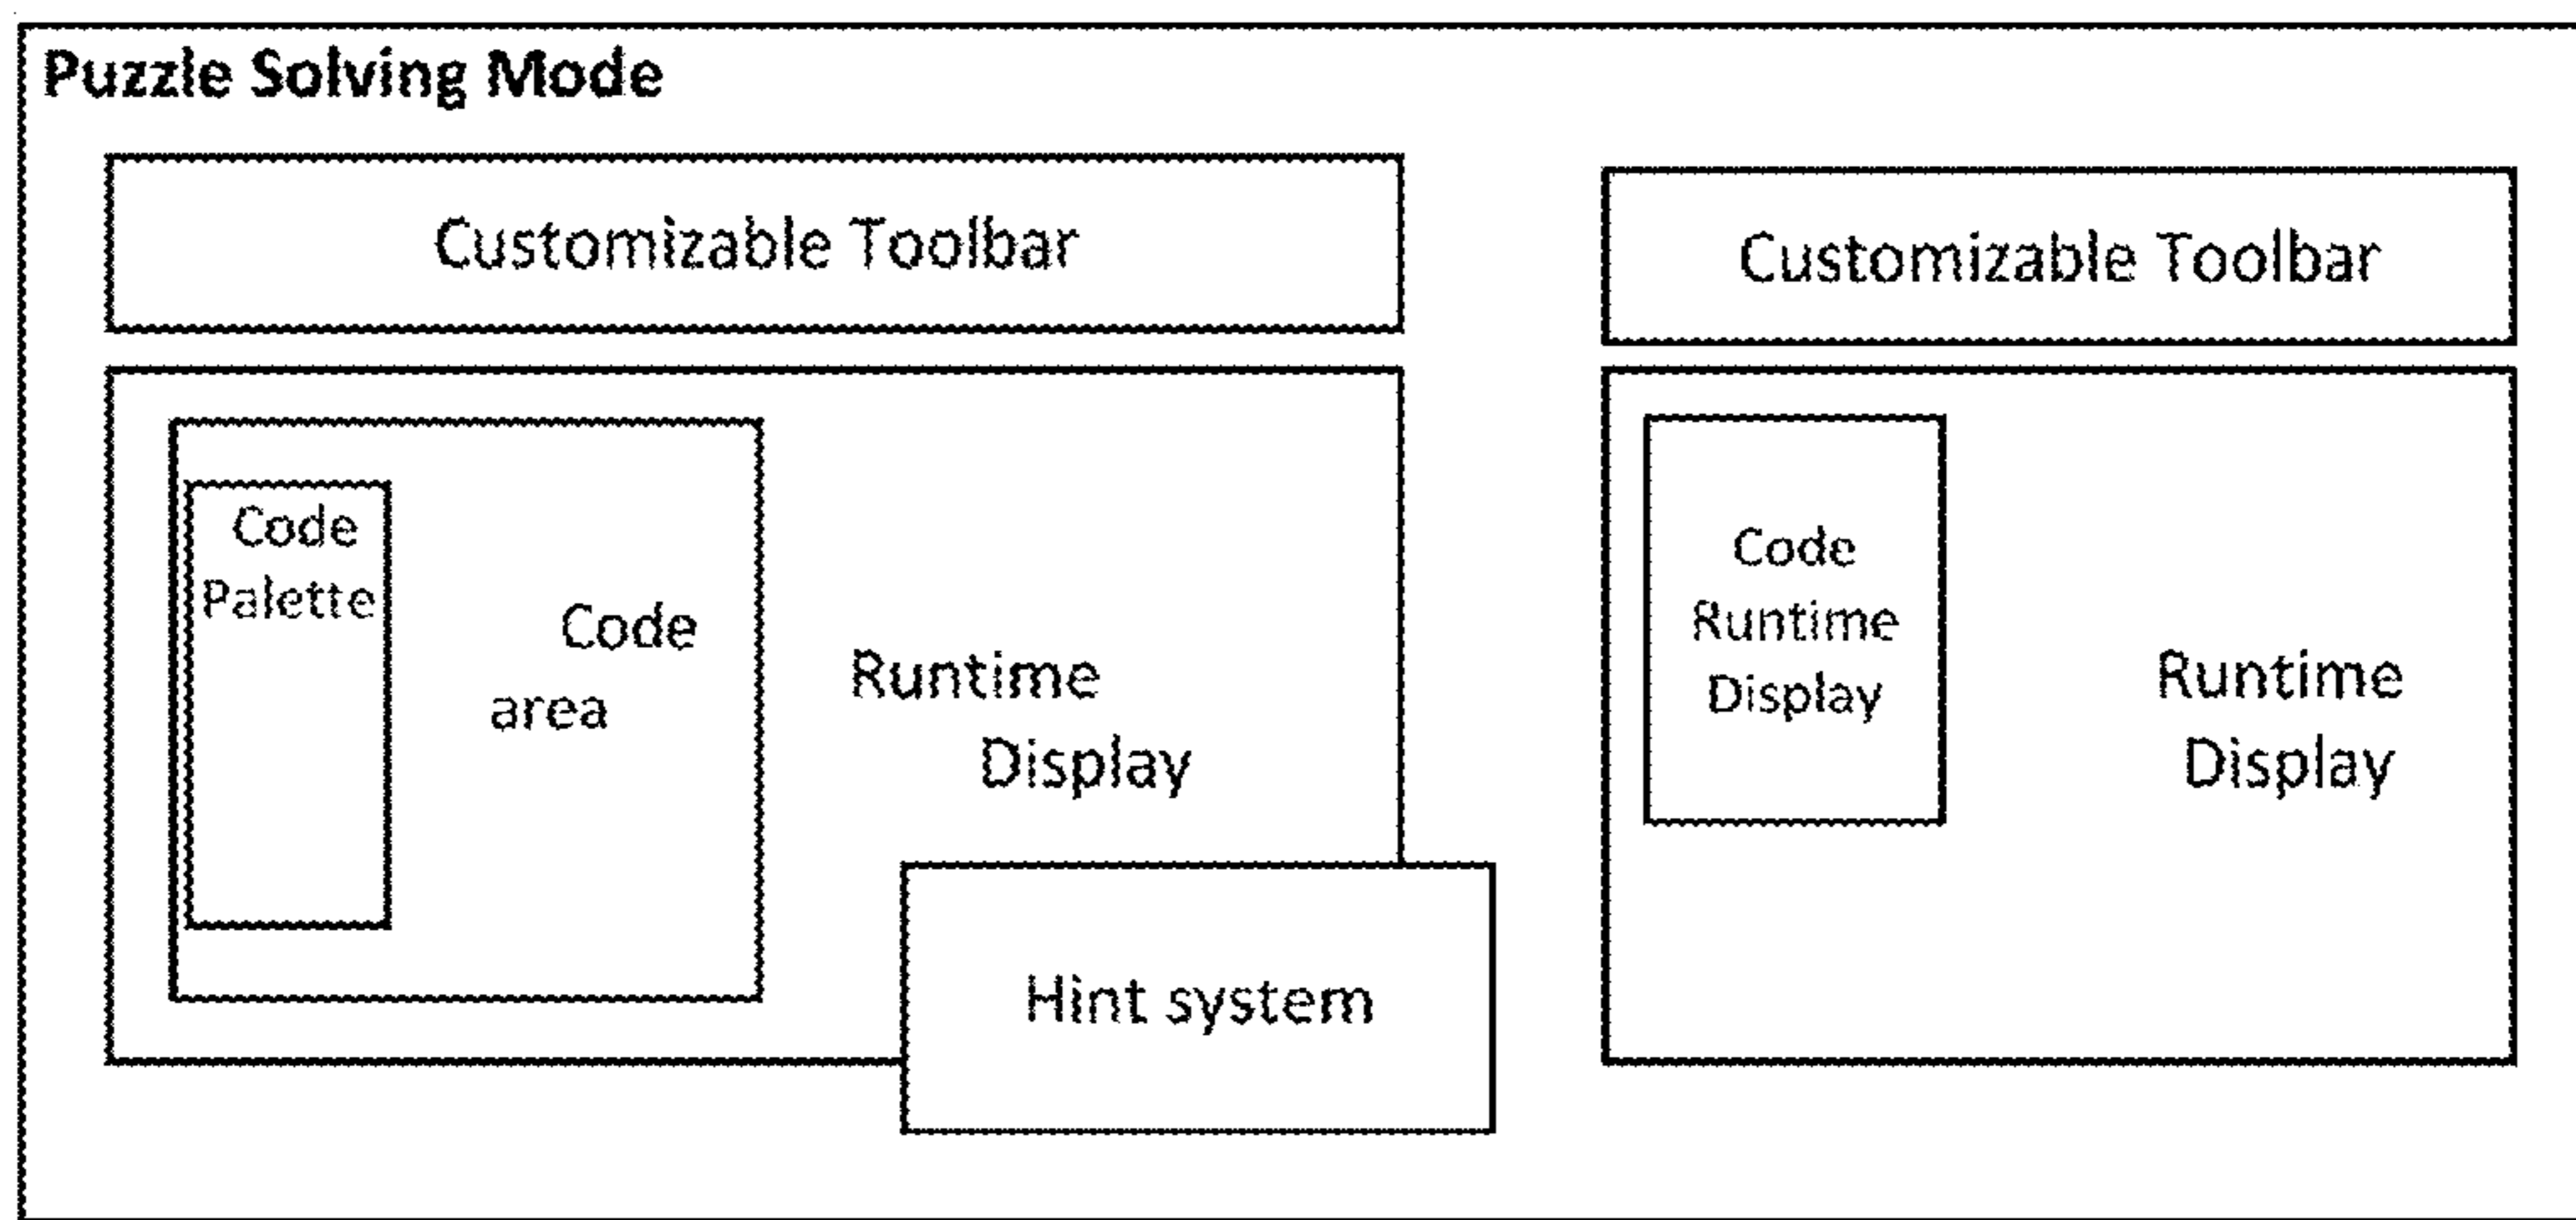 Puzzle Solving Mode
Customizable Toolbar
Customizable Toolbar
Code
Palette
Code
area
Runtime
Display
Hint system
Code
Runtime
Display
Runtime
Display